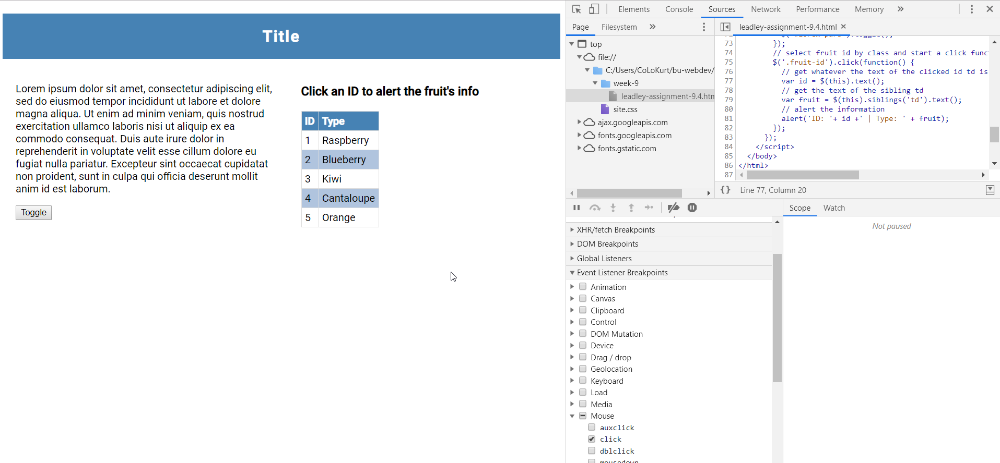 Title
Lorem ipsum dolor sit amet, consectetur adipiscing elit,
sed do eiusmod tempor incididunt ut labore et dolore
magna aliqua. Ut enim ad minim veniam, quis nostrud
exercitation ullamco laboris nisi ut aliquip ex ea
commodo consequat. Duis aute irure dolor in
reprehenderit in voluptate velit esse cillum dolore eu
fugiat nulla pariatur. Excepteur sint occaecat cupidatat
non proident, sunt in culpa qui officia deserunt mollit
anim id est laborum.
Toggle
Click an ID to alert the fruit's info
ID Type
1 Raspberry
2 Blueberry
3 Kiwi
4 Cantaloupe
5 Orange
Elements Console Sources Network Performance Memory »
Page Filesystem »
top
file://
C:/Users/CoLoKurt/bu-webdev/
week-9
leadley-assignment-9.4.htm
site.css
ajax.googleapis.com
fonts.googleapis.com
fonts.gstatic.com
leadley-assignment-9.4.html ×
73 });
74 // select fruit id by class and start a click func
75 $('.fruit-id').click(function() {
76 // get whatever the text of the clicked id td is
77 var id = $(this).text();
78 // get the text of the sibling td
79 var fruit = $(this).siblings('td').text();
80 // alert the information
81 alert('ID: '+ id +' | Type: ' + fruit);
82 });
83 });
84 </script>
85 </body>
86 </html>
87
{} Line 77, Column 20
XHR/fetch Breakpoints
DOM Breakpoints
Global Listeners
Event Listener Breakpoints
Animation
Canvas
Clipboard
Control
DOM Mutation
Device
Drag / drop
Geolocation
Keyboard
Load
Media
Mouse
auxclick
click
dblclick
mousedown
Scope Watch
Not paused